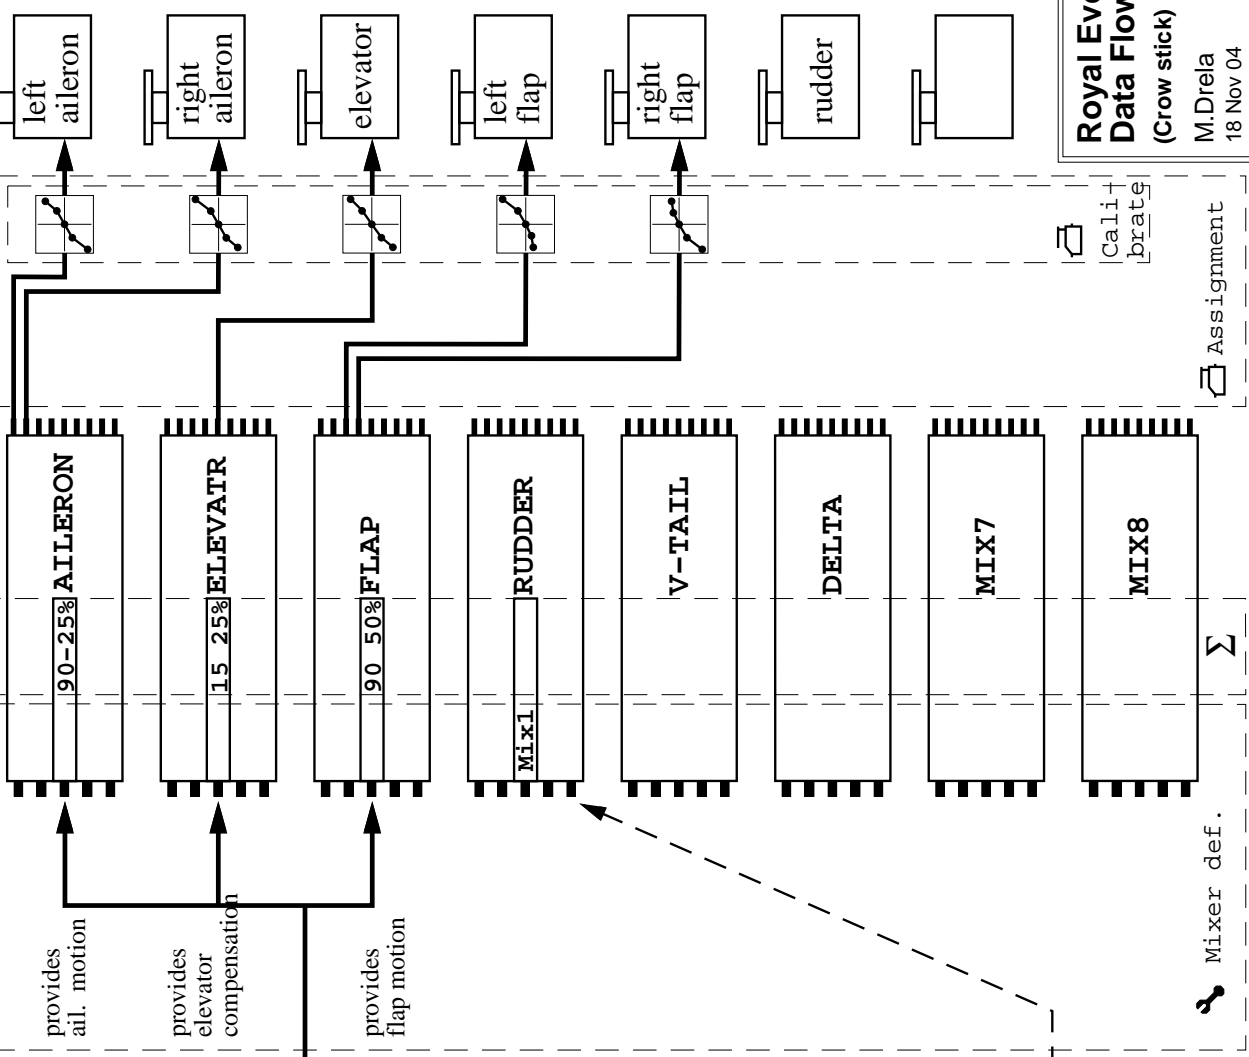 left
aileron
right
aileron
elevator
left
flap
right
flap
rudder
Royal Evo
Data Flow
(Crow stick)
M.Drela
18 Nov 04
Cali-
brate
Assignment
90-25% AILERON
15 25% ELEVATR
90 50% FLAP
Mix1 RUDDER
V-TAIL
DELTA
MIX7
MIX8
Σ
provides
ail. motion
provides
elevator
compensation
provides
flap motion
Mixer def.